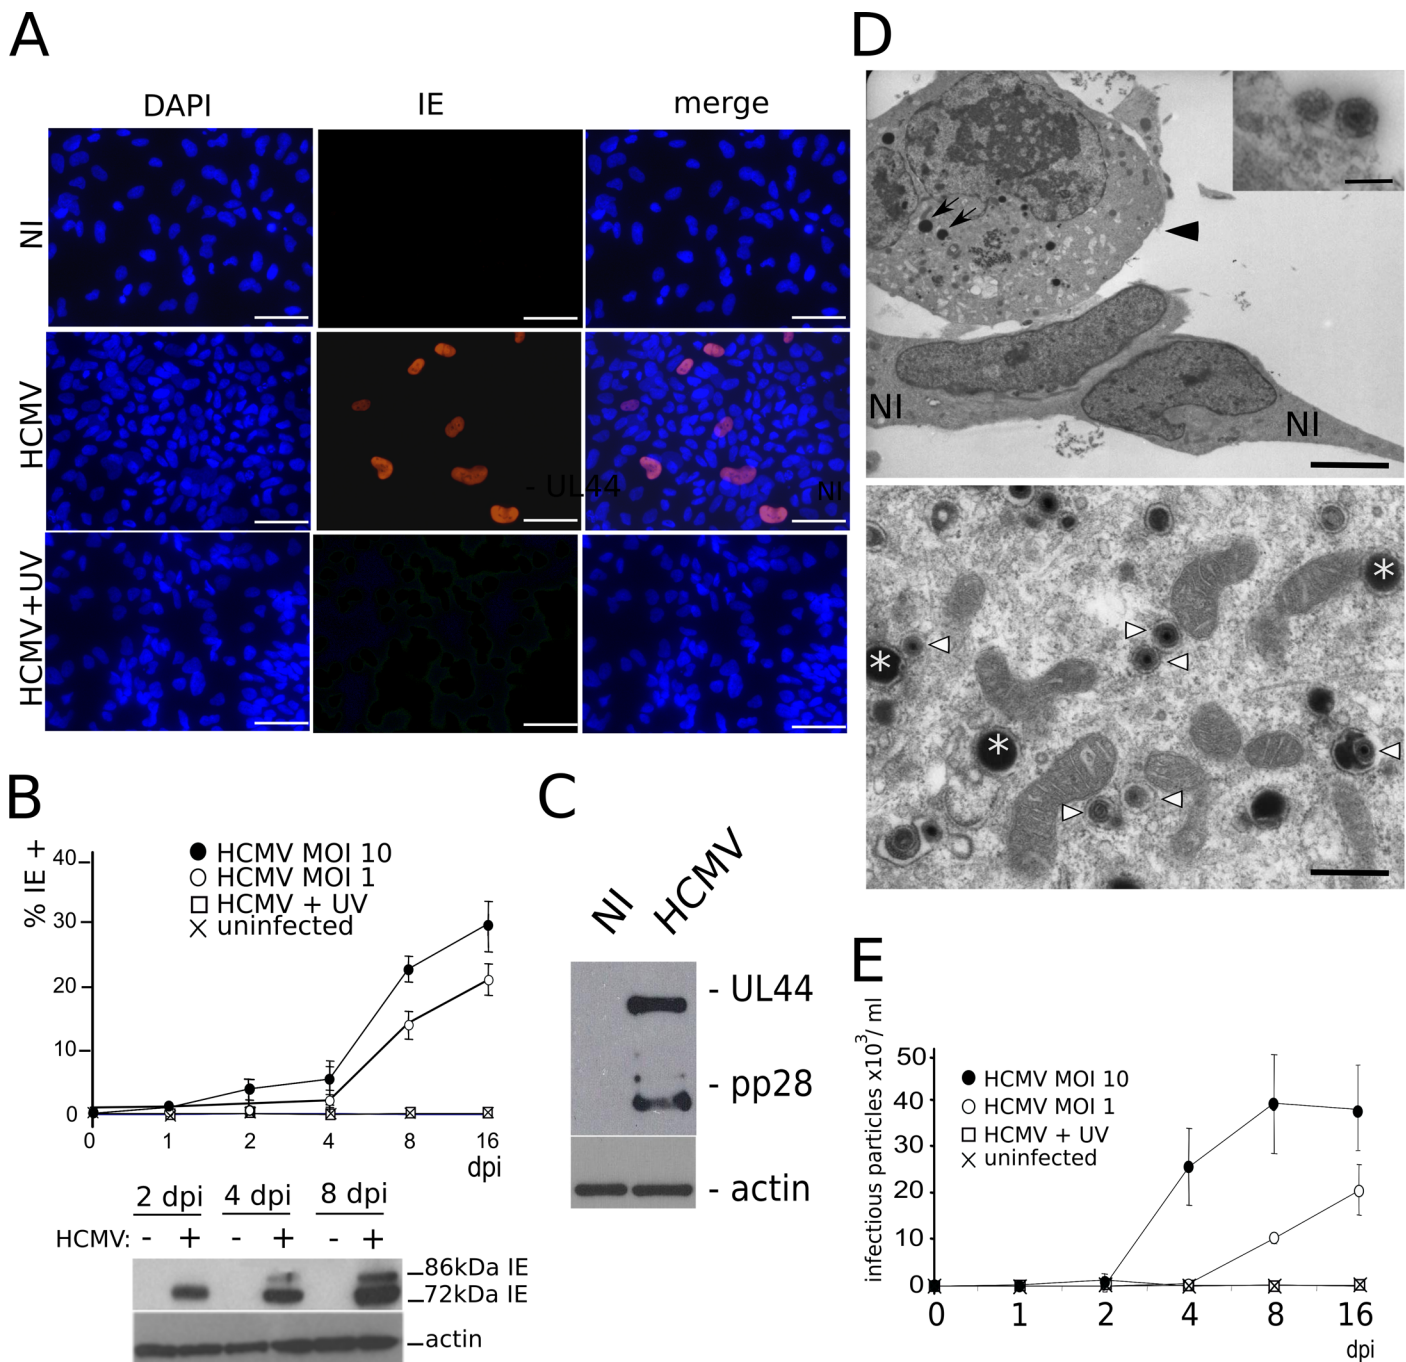 A
DAPI IE merge
NI
HCMV
- UL44
NI
HCMV+UV
B
% IE +
40
30
20
10
0
HCMV MOI 10
HCMV MOI 1
HCMV + UV
uninfected
0 1 2 4 8 16
dpi
2 dpi 4 dpi 8 dpi
HCMV: - + - + - +
86kDa IE
72kDa IE
actin
C
NI HCMV
- UL44
- pp28
- actin
D
NI
NI
*
*
*
E
infectious particles x10³/ ml
50
40
30
20
10
0
HCMV MOI 10
HCMV MOI 1
HCMV + UV
uninfected
0 1 2 4 8 16
dpi